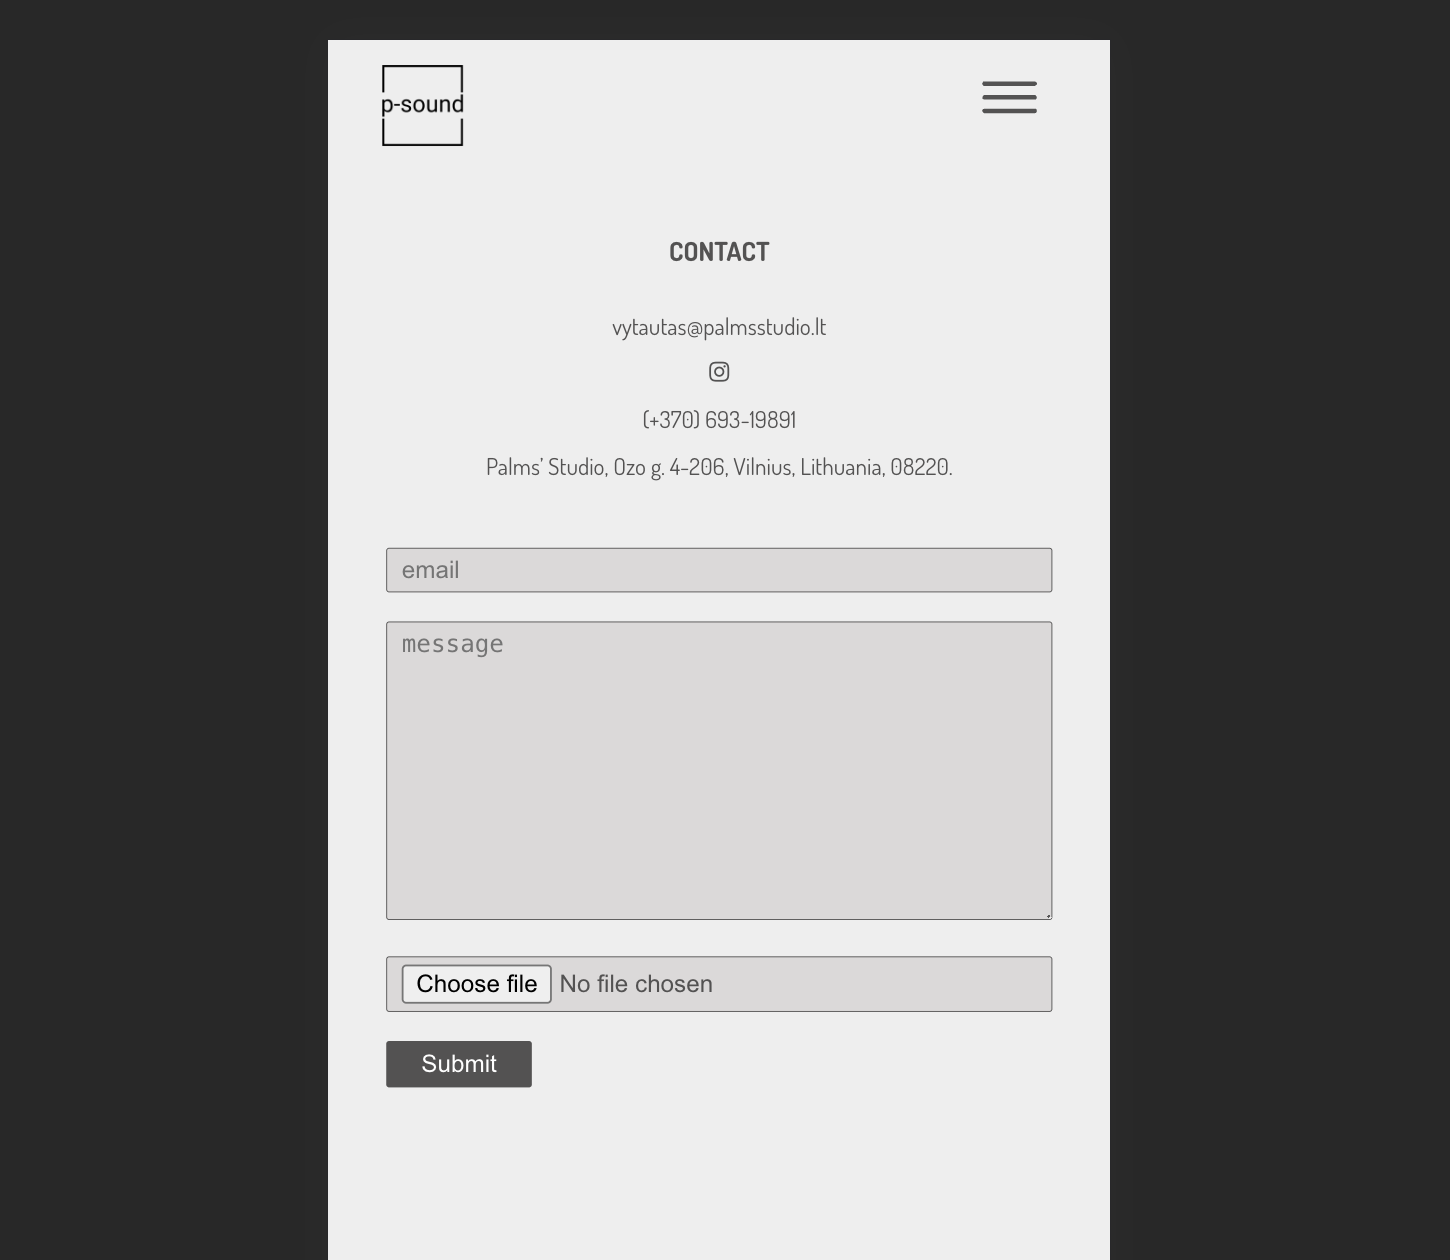 p-sound
CONTACT
vytautas@palmsstudio.lt
(+370) 693-19891
Palms’ Studio, Ozo g. 4-206, Vilnius, Lithuania, 08220.
email
message
Choose file No file chosen
Submit